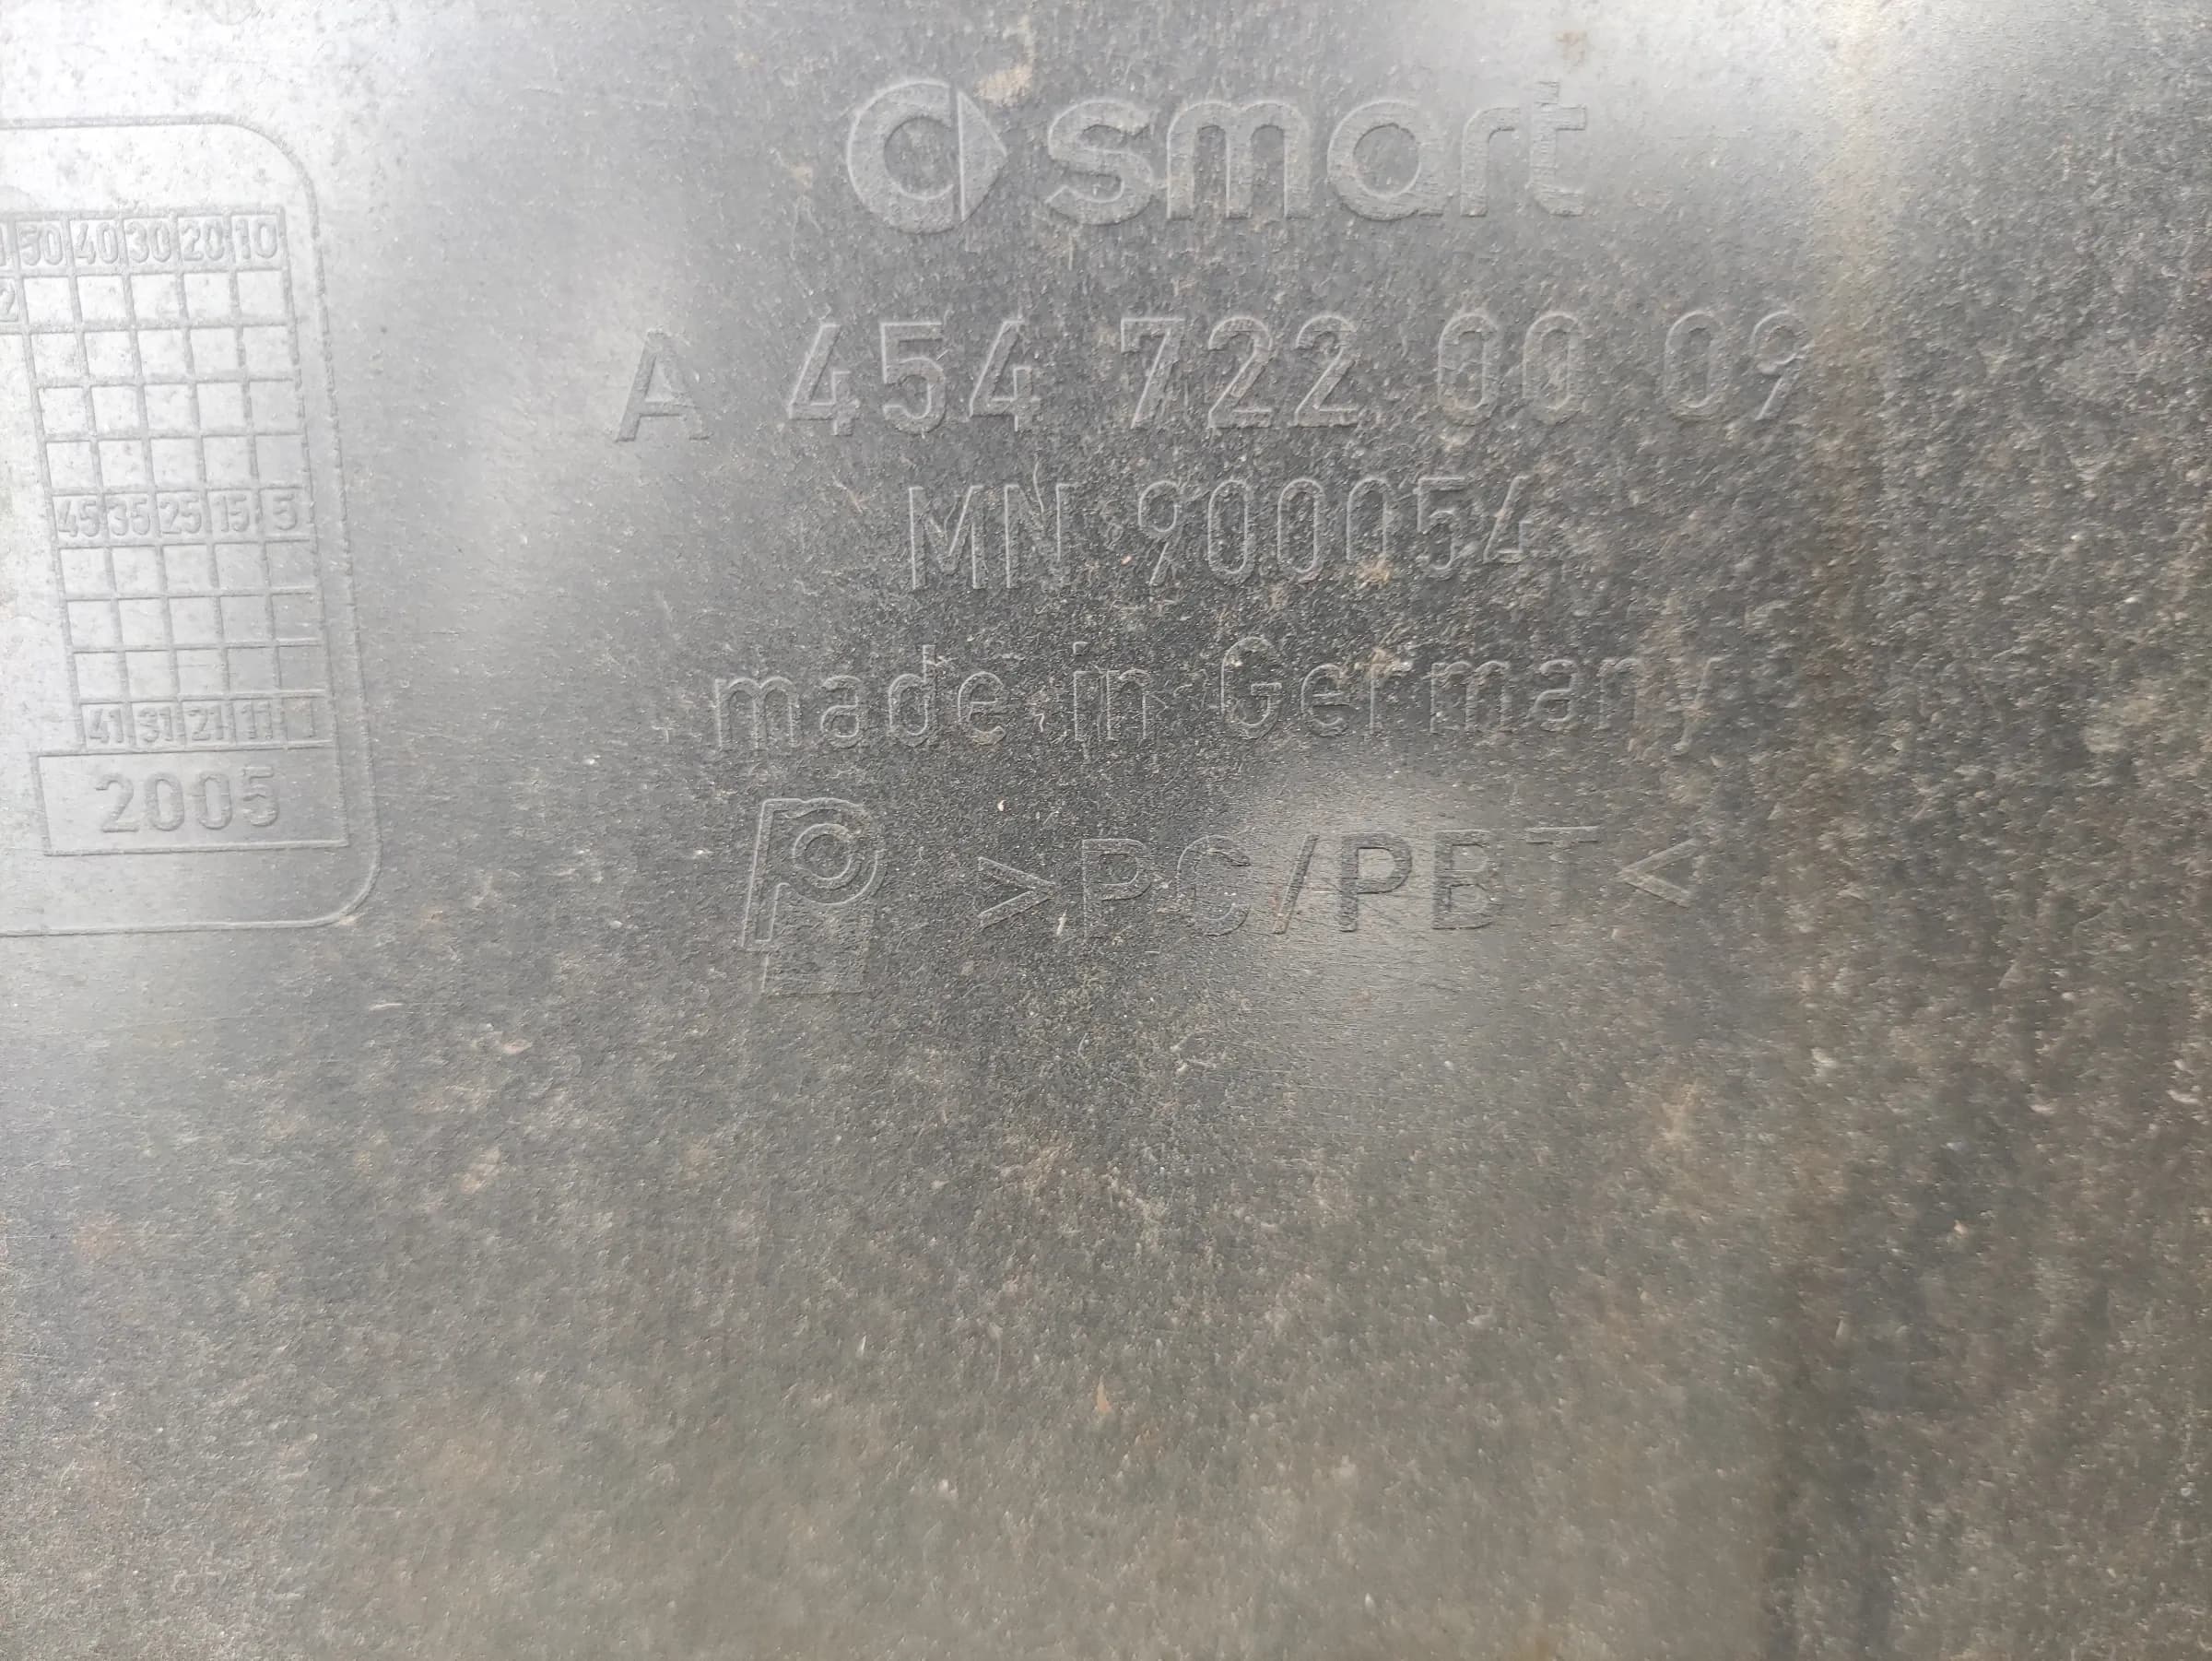 smart
A 454 722 00 09
MN 900054
made in Germany
>PC/PBT<
50 40 30 20 10
2
45 35 25 15 5
41 31 21 11 1
2005